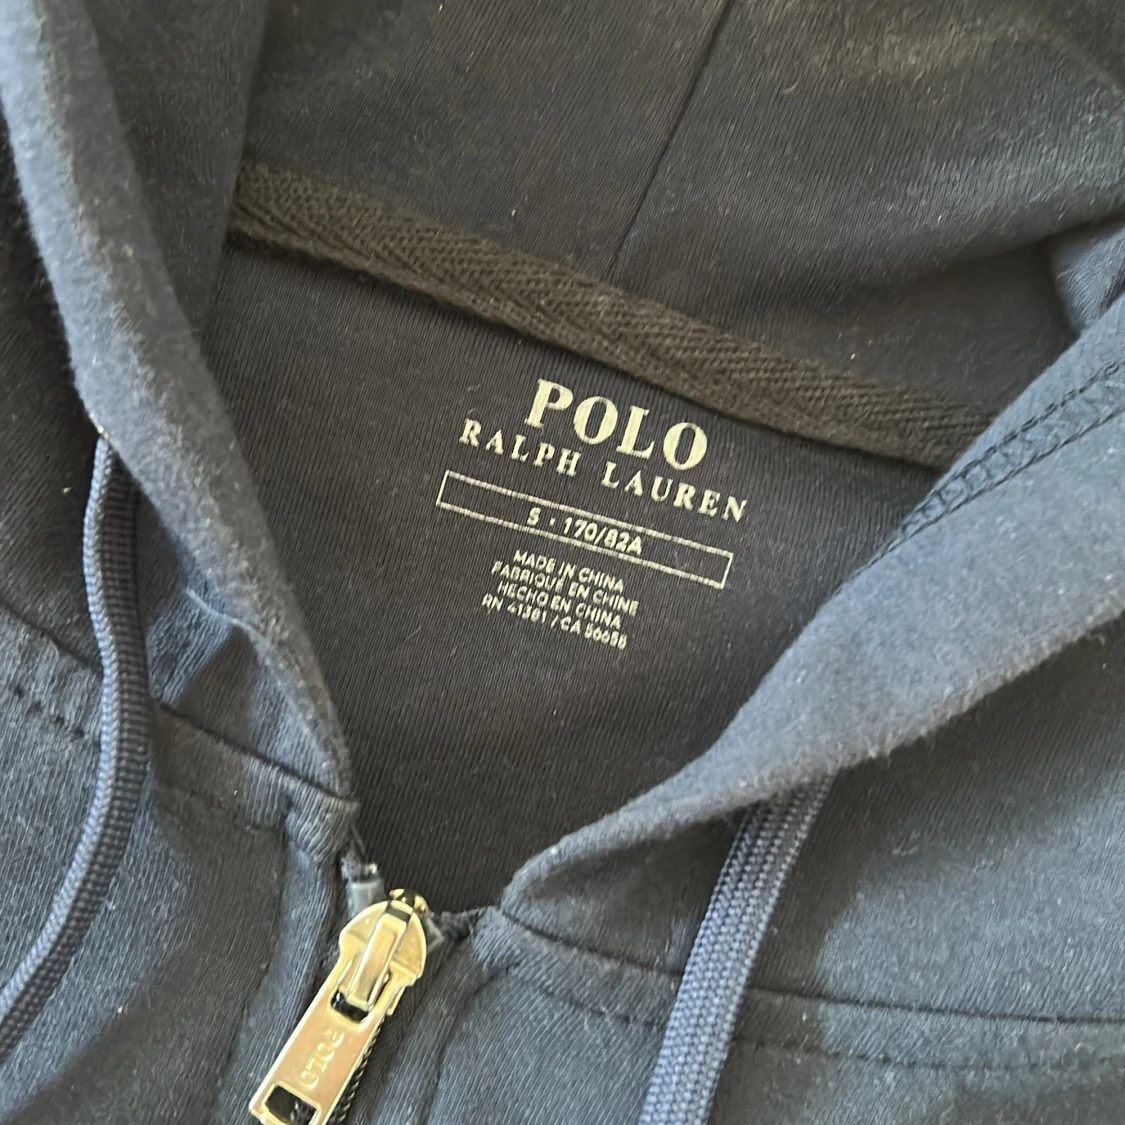 POLO
RALPH LAUREN
S • 170/82A
MADE IN CHINA
FABRIQUÉ EN CHINE
HECHO EN CHINA
RN 41381 / CA 56658
POLO